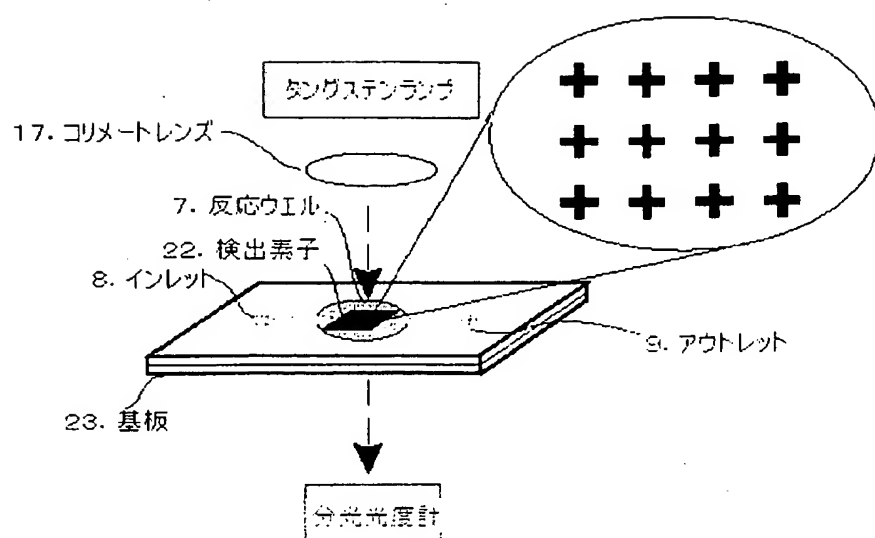 タングステンランプ
17. コリメートレンズ
7. 反応ウエル
22. 検出素子
8. インレット
9. アウトレット
23. 基板
分光光度計